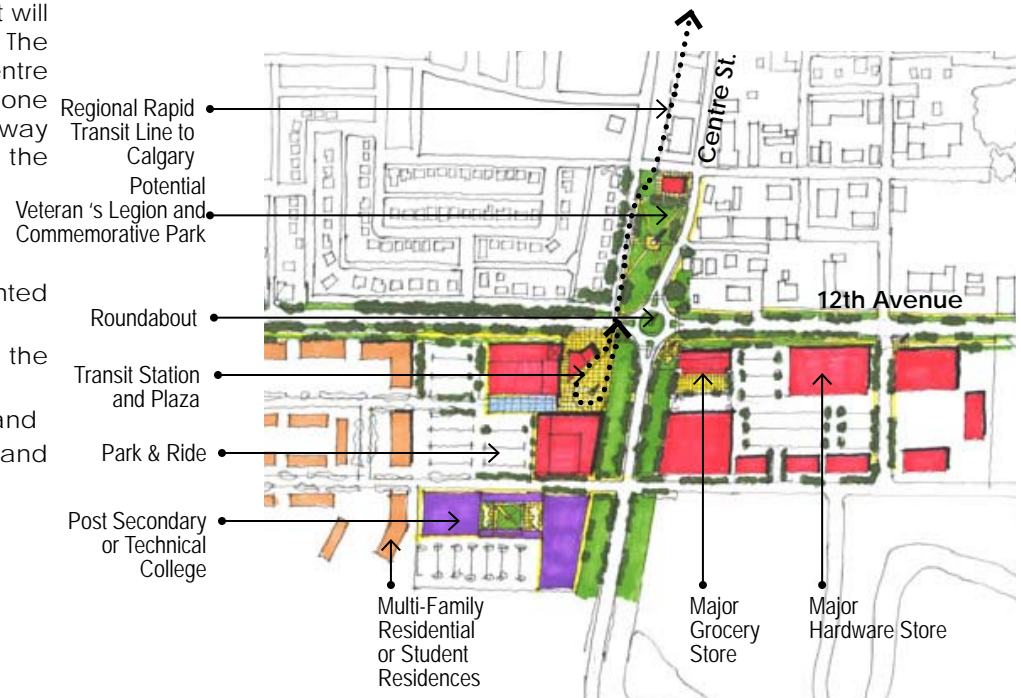 t will
The
entre
one
way
the
nted
the
and
and
Regional Rapid
Transit Line to
Calgary
Potential
Veteran ‘s Legion and
Commemorative Park
Roundabout
Transit Station
and Plaza
Park & Ride
Post Secondary
or Technical
College
Centre St.
12th Avenue
Multi-Family
Residential
or Student
Residences
Major
Grocery
Store
Major
Hardware Store